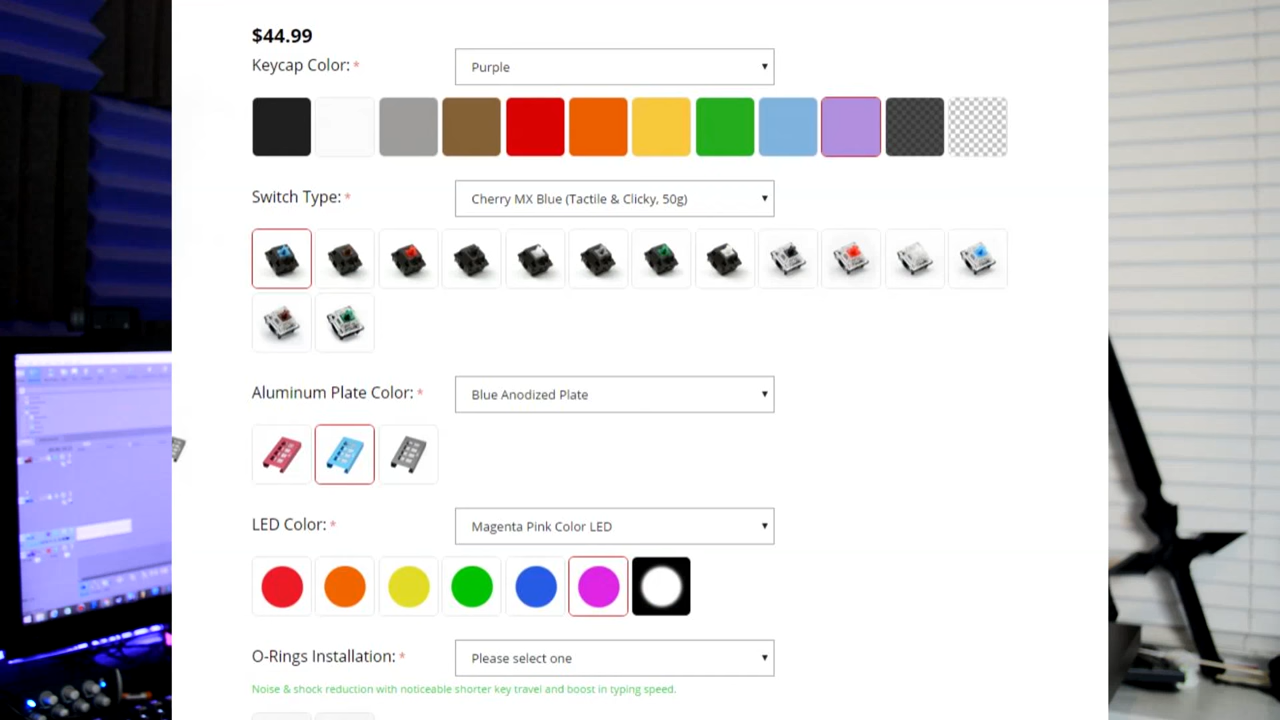 $44.99
Keycap Color: *
Purple
Switch Type: *
Cherry MX Blue (Tactile & Clicky, 50g)
Aluminum Plate Color: *
Blue Anodized Plate
LED Color: *
Magenta Pink Color LED
O-Rings Installation: *
Please select one
Noise & shock reduction with noticeable shorter key travel and boost in typing speed.